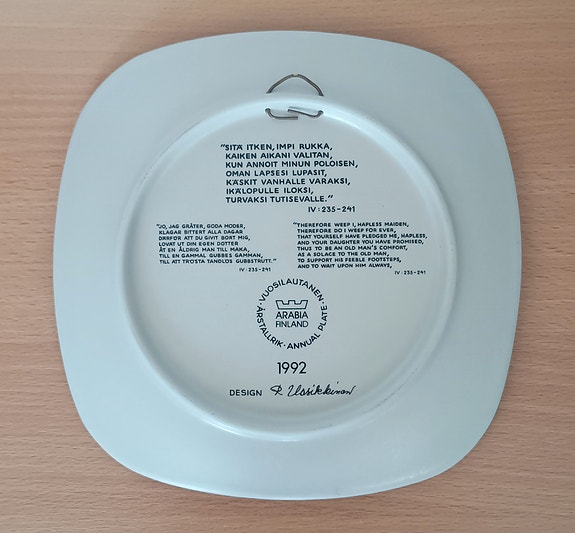 "SITÄ ITKEN, IMPI RUKKA,
KAIKEN AIKANI VALITAN,
KUN ANNOIT MINUN POLOISEN,
OMAN LAPSESI LUPASIT,
KÄSKIT VANHALLE VARAKSI,
IKÄLOPULLE ILOKSI,
TURVAKSI TUTISEVALLE."
IV:235-241
"JO, JAG GRÅTER, GODA MODER,
KLAGAR BITTERT ALLA DAGAR
DÄRFÖR ATT DU GIVIT BORT MIG,
LOVAT UT DIN EGEN DOTTER
ÅT EN ÅLDRIG MAN TILL MAKA,
TILL EN GAMMAL GUBBES GAMMAN,
TILL ATT TRÖSTA TANDLÖS GUBBSTRUTT."
IV:235-241
"THEREFORE WEEP I, HAPLESS MAIDEN,
THEREFORE DO I WEEP FOR EVER,
THAT YOURSELF HAVE PLEDGED ME, HAPLESS,
AND YOUR DAUGHTER YOU HAVE PROMISED,
THUS TO BE AN OLD MAN'S COMFORT,
AS A SOLACE TO THE OLD MAN,
TO SUPPORT HIS FEEBLE FOOTSTEPS,
AND TO WAIT UPON HIM ALWAYS,
IV:235-241
VUOSILAUTANEN·
ARABIA
FINLAND
ÅRSTALLRIK·ANNUAL PLATE
1992
DESIGN R. Uosikkinen